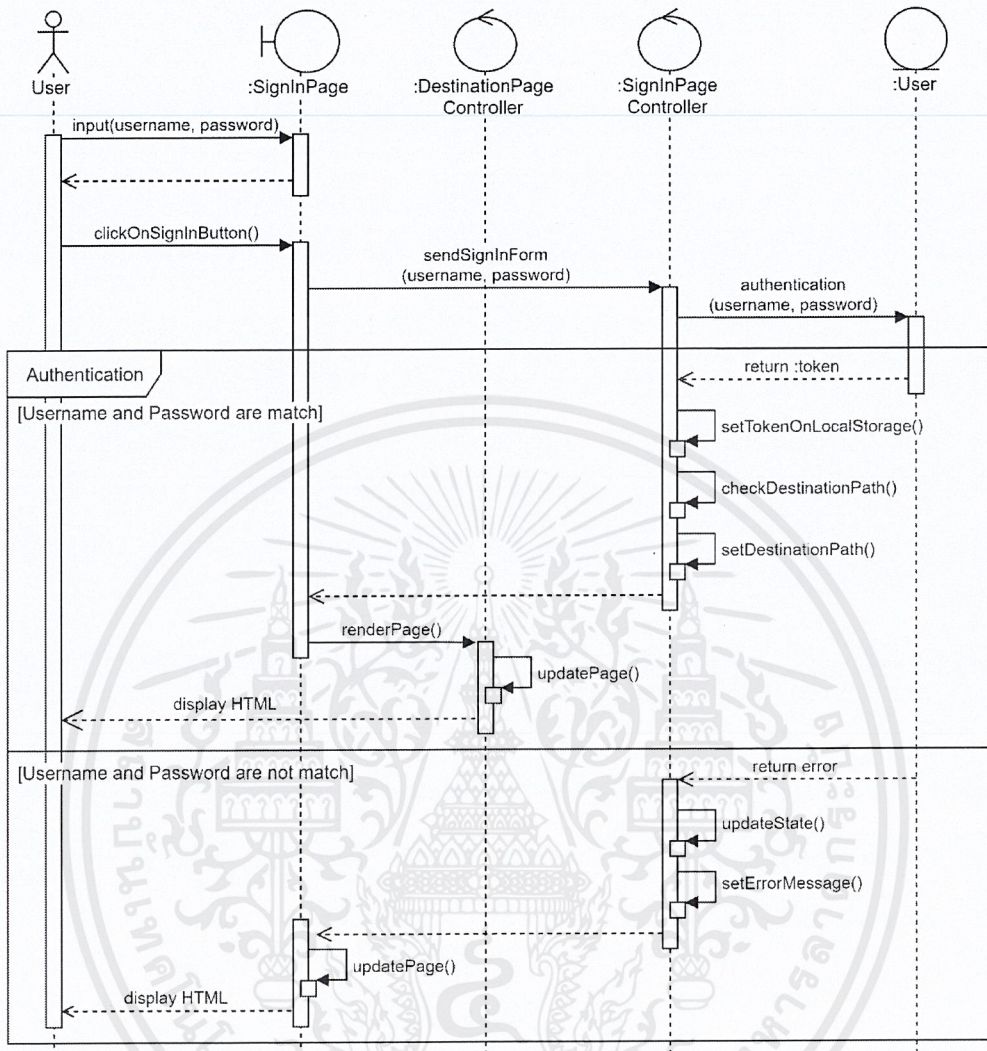 User
:SignInPage
:DestinationPage
Controller
:SignInPage
Controller
:User
input(username, password)
clickOnSignInButton()
sendSignInForm
(username, password)
authentication
(username, password)
Authentication
return :token
[Username and Password are match]
setTokenOnLocalStorage()
checkDestinationPath()
setDestinationPath()
renderPage()
updatePage()
display HTML
[Username and Password are not match]
return error
updateState()
setErrorMessage()
updatePage()
display HTML